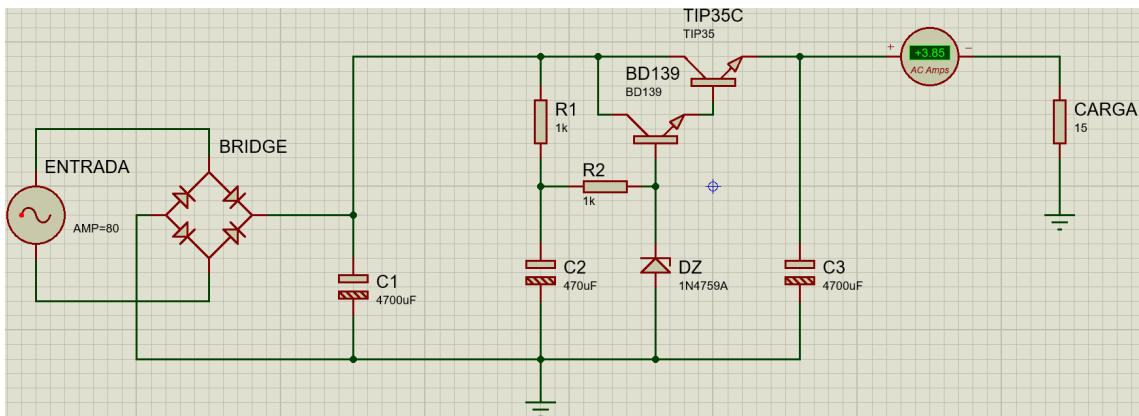 TIP35C
TIP35
+ +3.85 -
AC Amps
BD139
BD139
R1
1k
CARGA
15
BRIDGE
ENTRADA
R2
1k
AMP=80
C1
4700uF
C2
470uF
DZ
1N4759A
C3
4700uF